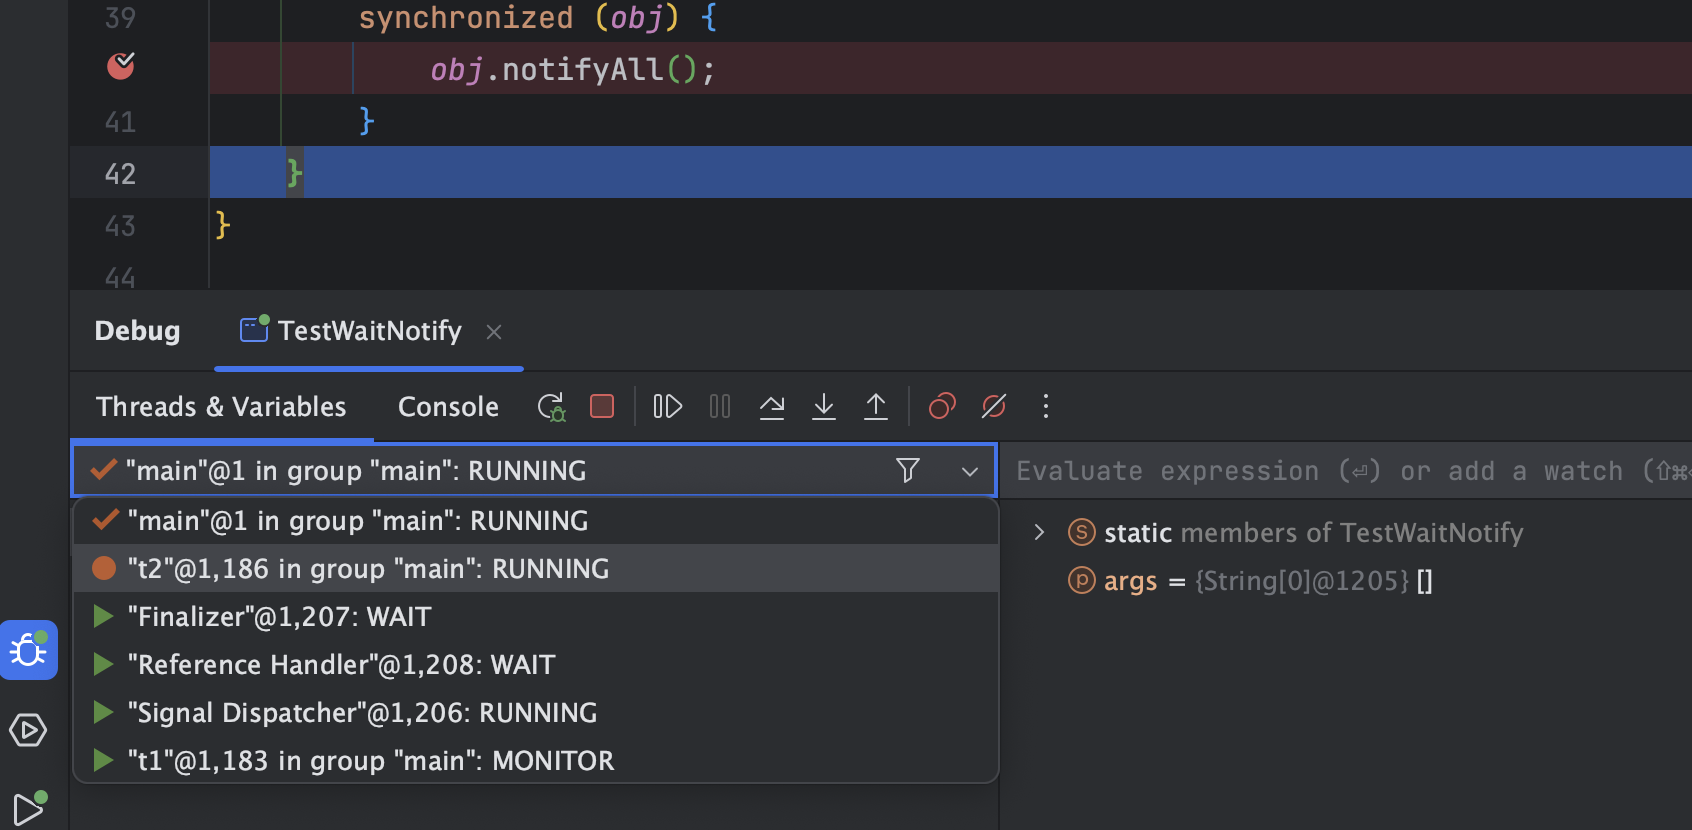 39 synchronized (obj) {
obj.notifyAll();
41 }
42 }
43 }
44
Debug TestWaitNotify
Threads & Variables Console
"main"@1 in group "main": RUNNING
Evaluate expression (⏎) or add a watch (⇧⌘
"main"@1 in group "main": RUNNING
"t2"@1,186 in group "main": RUNNING
"Finalizer"@1,207: WAIT
"Reference Handler"@1,208: WAIT
"Signal Dispatcher"@1,206: RUNNING
"t1"@1,183 in group "main": MONITOR
S static members of TestWaitNotify
p args = {String[0]@1205} []